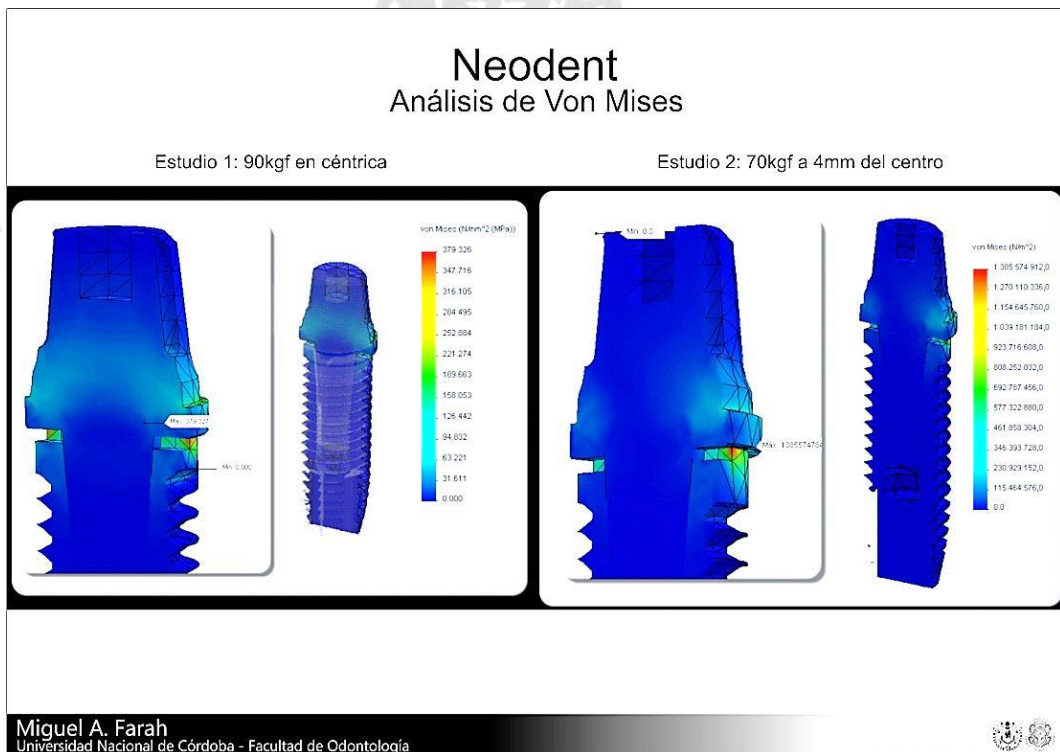 Neodent
Análisis de Von Mises
Estudio 1: 90kgf en céntrica
Estudio 2: 70kgf a 4mm del centro
von Mises (N/mm^2 (MPa))
379.326
347.716
316.105
284.495
252.884
221.274
189.663
158.053
126.442
94.832
63.221
31.611
0.000
Max: 379.327
Min: 0.000
Min: 0.0
von Mises (N/m^2)
1.385.574.912,0
1.270.110.336,0
1.154.645.760,0
1.039.181.184,0
923.716.608,0
808.252.032,0
692.787.456,0
577.322.880,0
461.858.304,0
346.393.728,0
230.929.152,0
115.464.576,0
0,0
Miguel A. Farah
Universidad Nacional de Córdoba - Facultad de Odontología